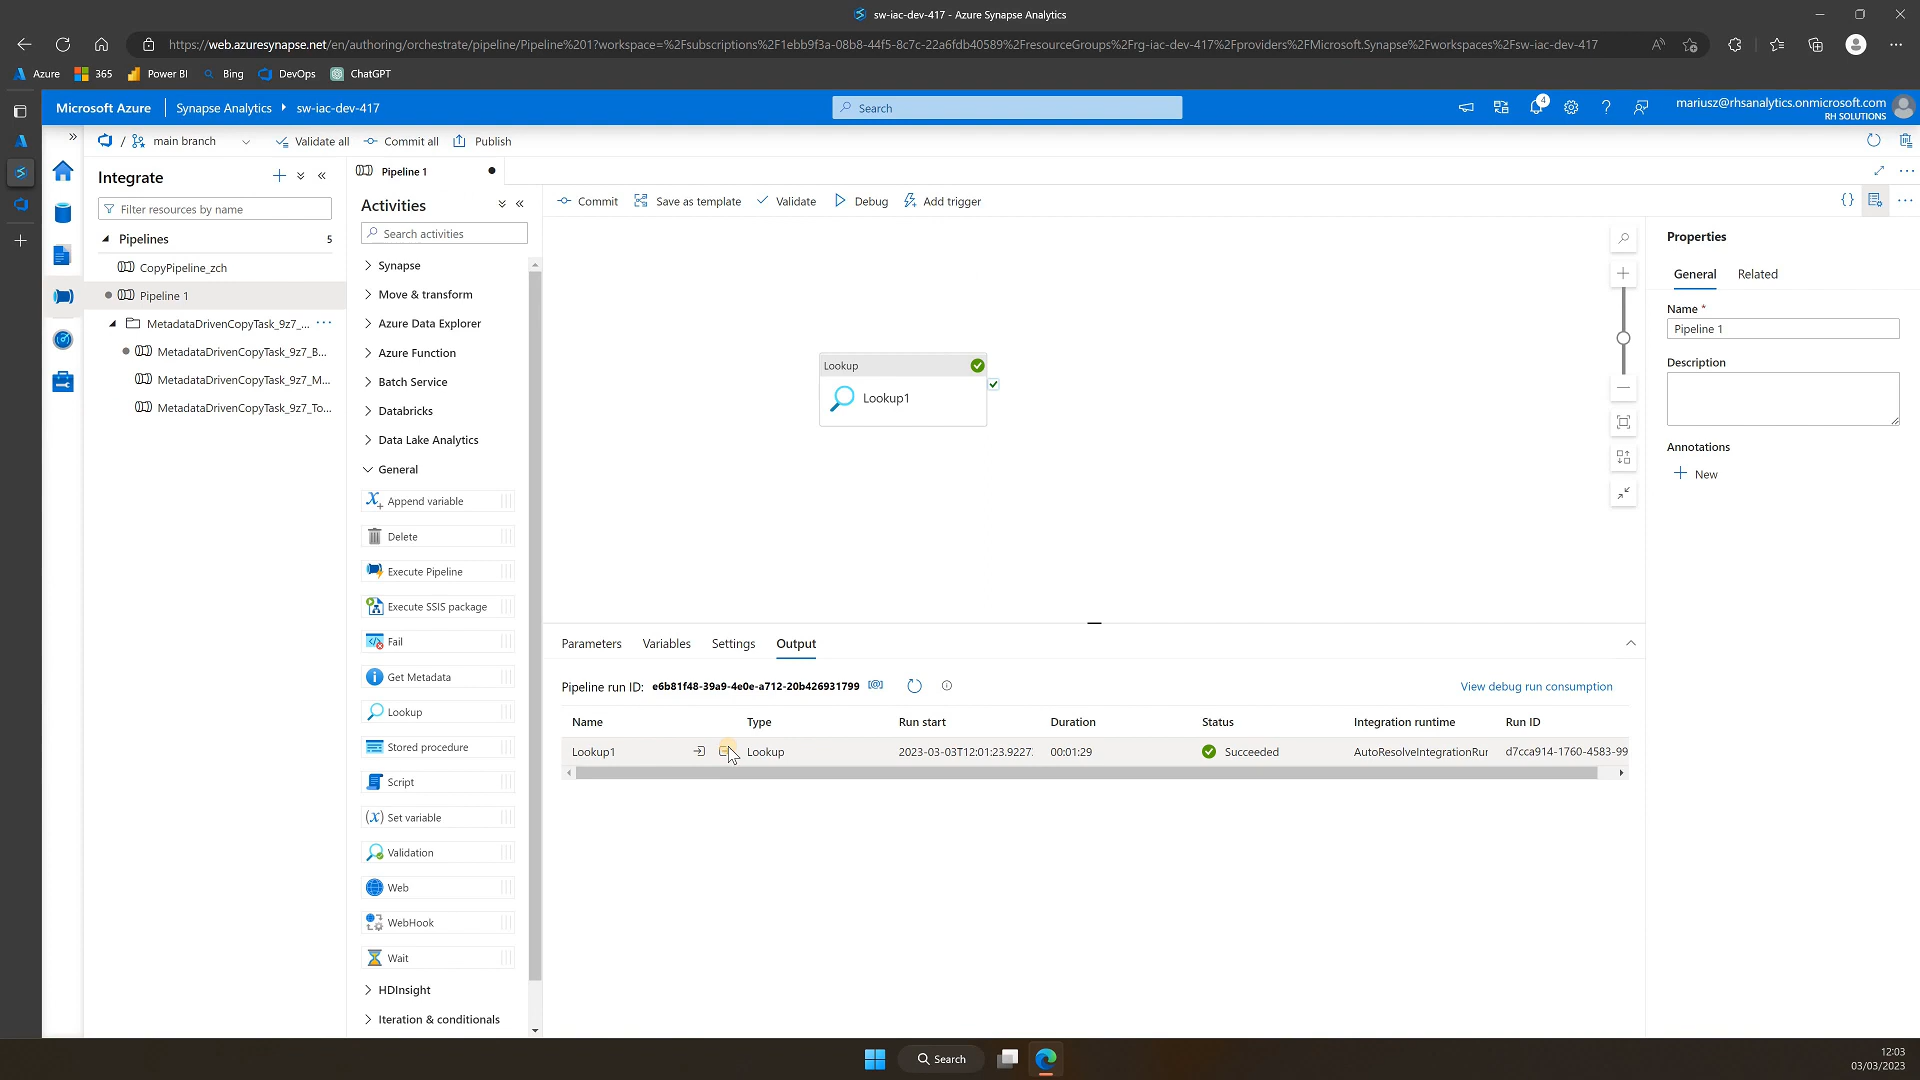 sw-iac-dev-417 - Azure Synapse Analytics
https://web.azuresynapse.net/en/authoring/orchestrate/pipeline/Pipeline%201?workspace=%2Fsubscriptions%2F1ebb9f3a-08b8-44f5-8c7c-22a6fdb40589%2FresourceGroups%2Frg-iac-dev-417%2Fproviders%2FMicrosoft.Synapse%2Fworkspaces%2Fsw-iac-dev-417
Azure 365 Power BI Bing DevOps ChatGPT
Microsoft Azure Synapse Analytics sw-iac-dev-417
Search
4
mariusz@rhsanalytics.onmicrosoft.com
RH SOLUTIONS
/ main branch
Validate all Commit all Publish
Integrate
Filter resources by name
Pipelines 5
CopyPipeline_zch
Pipeline 1
MetadataDrivenCopyTask_9z7_...
MetadataDrivenCopyTask_9z7_B...
MetadataDrivenCopyTask_9z7_M...
MetadataDrivenCopyTask_9z7_To...
Pipeline 1
Activities
Search activities
Synapse
Move & transform
Azure Data Explorer
Azure Function
Batch Service
Databricks
Data Lake Analytics
General
Append variable
Delete
Execute Pipeline
Execute SSIS package
Fail
Get Metadata
Lookup
Stored procedure
Script
Set variable
Validation
Web
WebHook
Wait
HDInsight
Iteration & conditionals
Commit Save as template Validate Debug Add trigger
Lookup
Lookup1
Parameters Variables Settings Output
Pipeline run ID: e6b81f48-39a9-4e0e-a712-20b426931799
View debug run consumption
Name Type Run start Duration Status Integration runtime Run ID
Lookup1 Lookup 2023-03-03T12:01:23.9227: 00:01:29 Succeeded AutoResolveIntegrationRur d7cca914-1760-4583-99
Properties
General Related
Name *
Pipeline 1
Description
Annotations
New
Search
12:03
03/03/2023